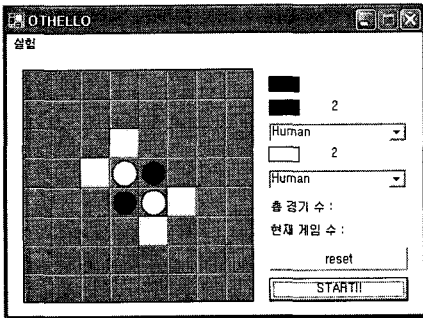 OTHELLO
실험
2
Human
2
Human
총 경기 수 :
현재 게임 수 :
reset
START!!